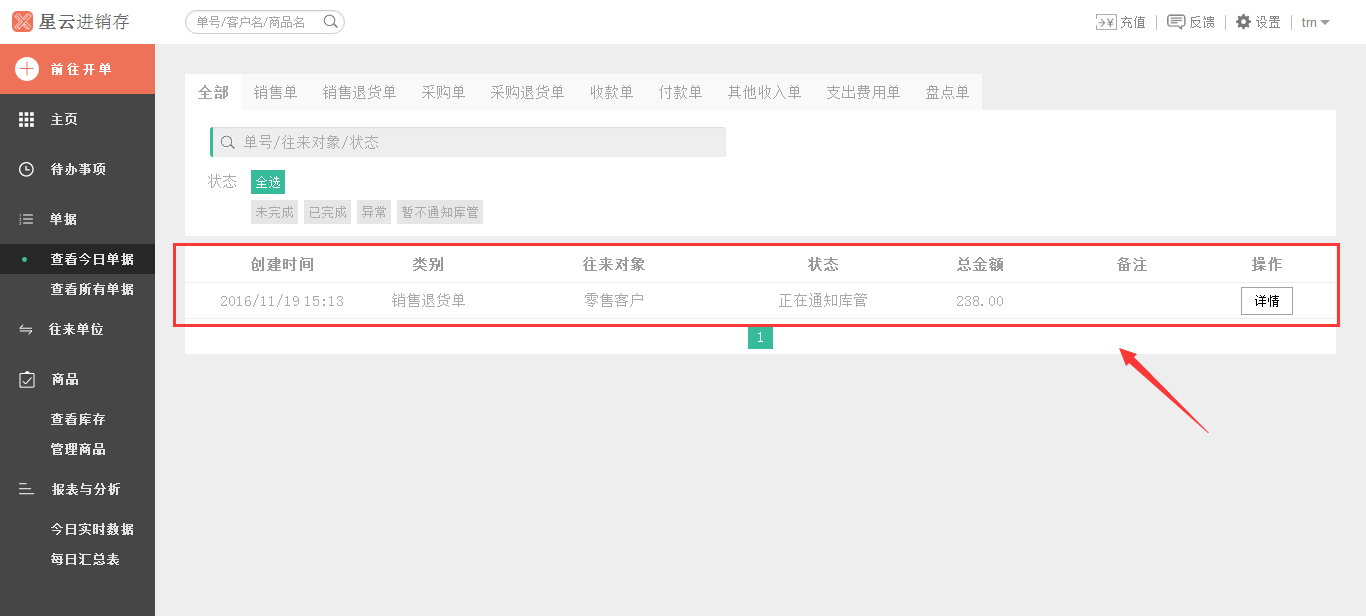 星云进销存
单号/客户名/商品名
充值
反馈
设置
trn
前往开单
主页
待办事项
单据
查看今日单据
查看所有单据
往来单位
商品
查看库存
管理商品
报表与分析
今日实时数据
每日汇总表
全部 销售单 销售退货单 采购单 采购退货单 收款单 付款单 其他收入单 支出费用单 盘点单
单号/往来对象/状态
状态 全选
未完成 已完成 异常 暂不通知库管
创建时间 类别 往来对象 状态 总金额 备注 操作
2016/11/19 15:13 销售退货单 零售客户 正在通知库管 238.00 详情
1